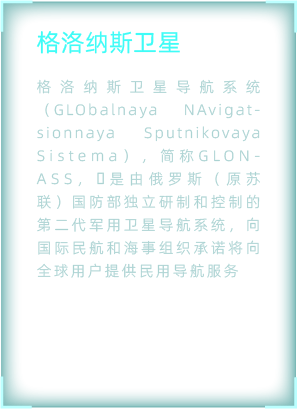 格洛纳斯卫星
格洛纳斯卫星导航系统
（GLObalnaya NAvigat-
sionnaya Sputnikovaya
Sistema），简称GLON-
ASS，是由俄罗斯（原苏
联）国防部独立研制和控制的
第二代军用卫星导航系统，向
国际民航和海事组织承诺将向
全球用户提供民用导航服务